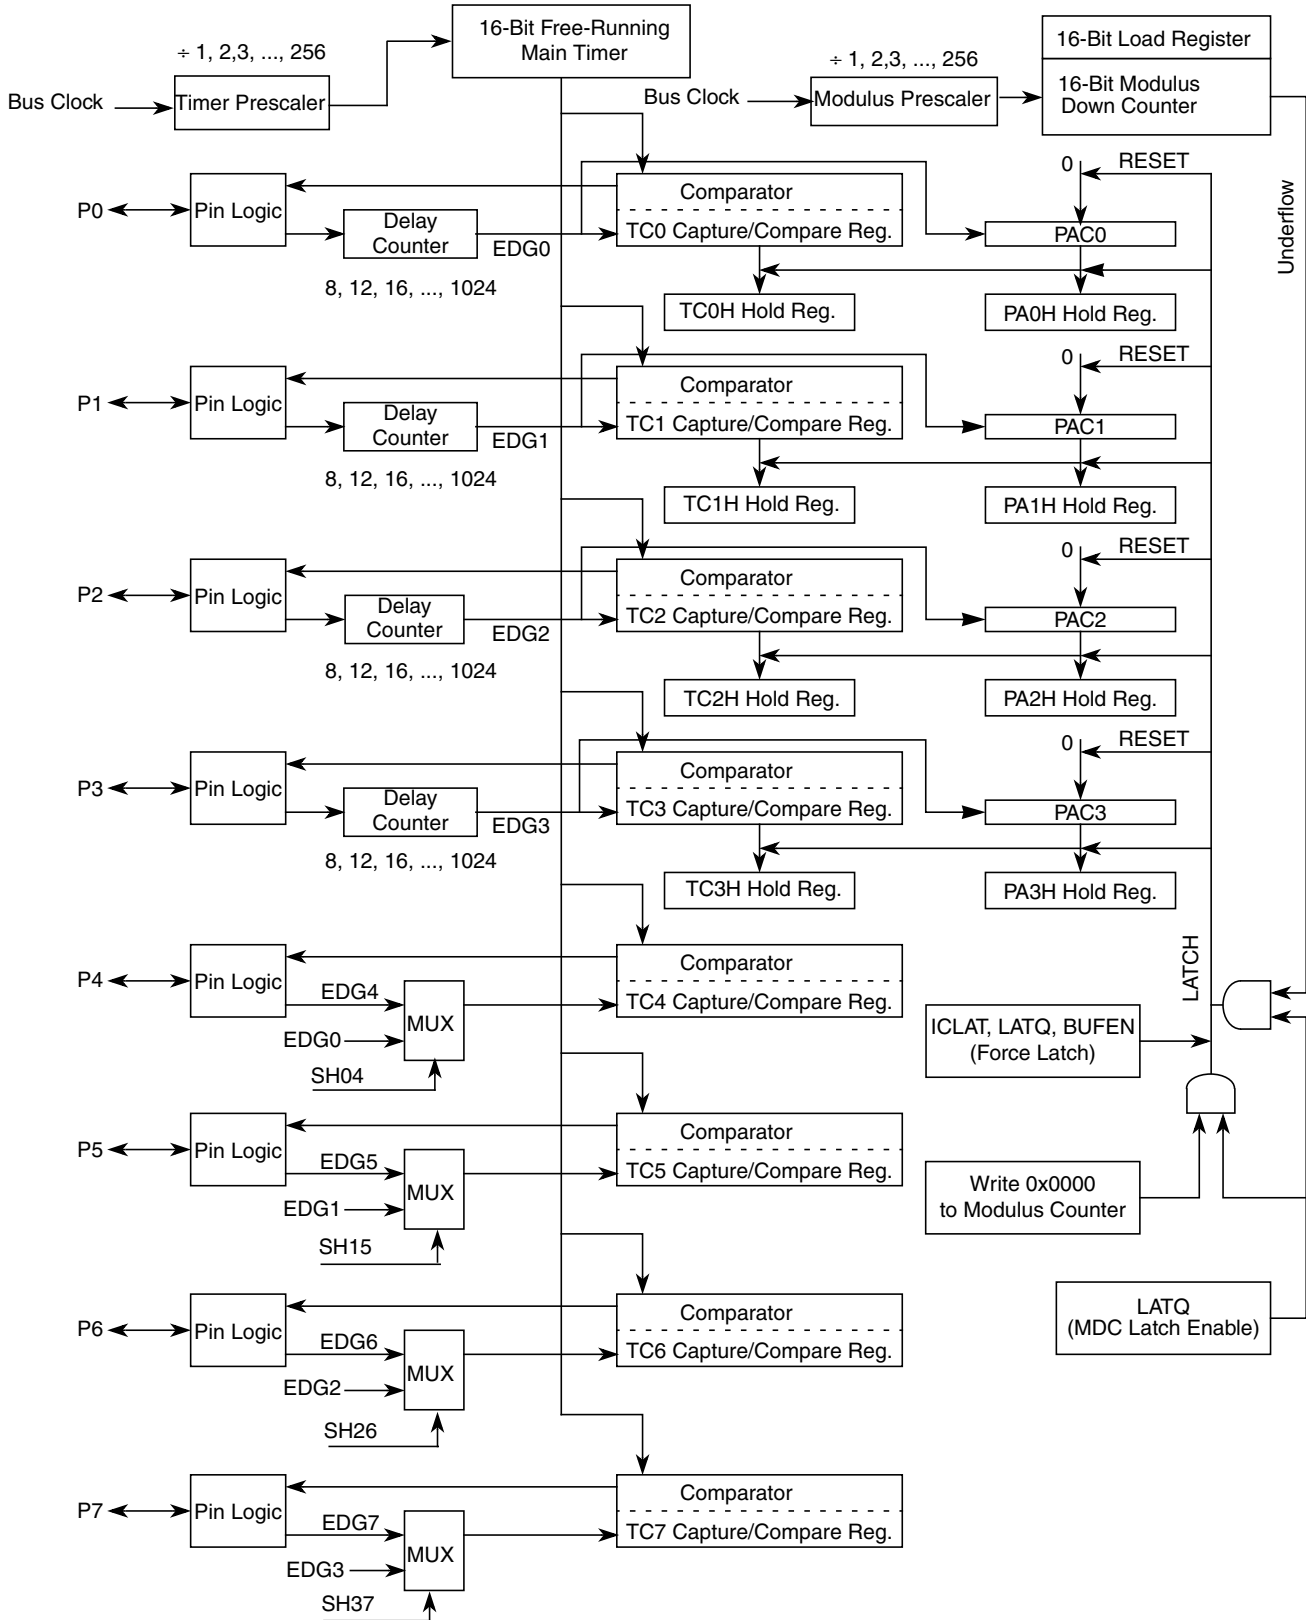 16-Bit Free-Running
Main Timer
16-Bit Load Register
÷ 1, 2,3, ..., 256
÷ 1, 2,3, ..., 256
Bus Clock
Timer Prescaler
Bus Clock
Modulus Prescaler
16-Bit Modulus
Down Counter
Underflow
P0
Pin Logic
Delay
Counter
EDG0
8, 12, 16, ..., 1024
Comparator
TC0 Capture/Compare Reg.
TC0H Hold Reg.
0
RESET
PAC0
PA0H Hold Reg.
P1
Pin Logic
Delay
Counter
EDG1
8, 12, 16, ..., 1024
Comparator
TC1 Capture/Compare Reg.
TC1H Hold Reg.
0
RESET
PAC1
PA1H Hold Reg.
P2
Pin Logic
Delay
Counter
EDG2
8, 12, 16, ..., 1024
Comparator
TC2 Capture/Compare Reg.
TC2H Hold Reg.
0
RESET
PAC2
PA2H Hold Reg.
P3
Pin Logic
Delay
Counter
EDG3
8, 12, 16, ..., 1024
Comparator
TC3 Capture/Compare Reg.
TC3H Hold Reg.
0
RESET
PAC3
PA3H Hold Reg.
LATCH
P4
Pin Logic
EDG4
EDG0
MUX
SH04
Comparator
TC4 Capture/Compare Reg.
ICLAT, LATQ, BUFEN
(Force Latch)
P5
Pin Logic
EDG5
EDG1
MUX
SH15
Comparator
TC5 Capture/Compare Reg.
Write 0x0000
to Modulus Counter
P6
Pin Logic
EDG6
EDG2
MUX
SH26
Comparator
TC6 Capture/Compare Reg.
LATQ
(MDC Latch Enable)
P7
Pin Logic
EDG7
EDG3
MUX
SH37
Comparator
TC7 Capture/Compare Reg.